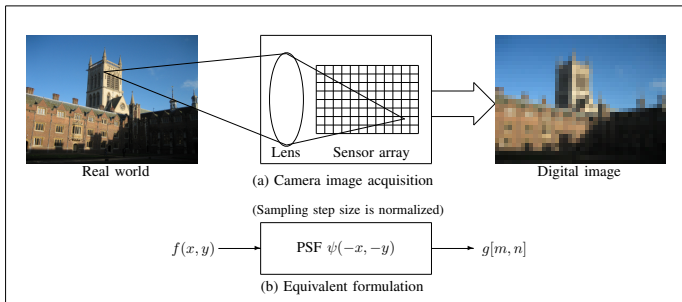 Real world
Lens
Sensor array
Digital image
(a) Camera image acquisition
(Sampling step size is normalized)
f(x, y)
PSF ψ(−x, −y)
g[m, n]
(b) Equivalent formulation